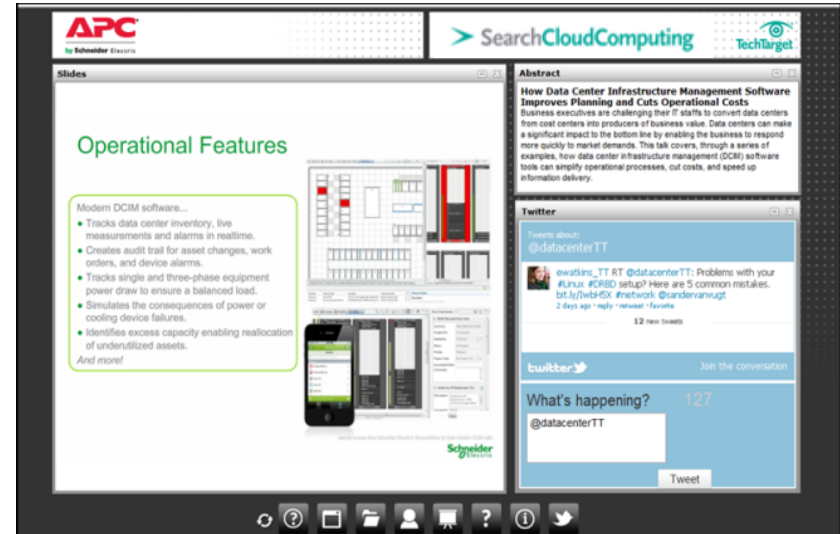 APC
by Schneider Electric
SearchCloudComputing
TechTarget
Slides
Operational Features
Modern DCIM software...
• Tracks data center inventory, live
measurements and alarms in realtime.
• Creates audit trail for asset changes, work
orders, and device alarms.
• Tracks single and three-phase equipment
power draw to ensure a balanced load.
• Simulates the consequences of power or
cooling device failures.
• Identifies excess capacity enabling reallocation
of underutilized assets.
And more!
Schneider
Electric
Abstract
How Data Center Infrastructure Management Software
Improves Planning and Cuts Operational Costs
Business executives are challenging their IT staffs to convert data centers
from cost centers into producers of business value. Data centers can make
a significant impact to the bottom line by enabling the business to respond
more quickly to market demands. This talk covers, through a series of
examples, how data center infrastructure management (DCIM) software
tools can simplify operational processes, cut costs, and speed up
information delivery.
Twitter
Tweets about:
@datacenterTT
ewatkins_TT RT @datacenterTT: Problems with your
#Linux #DRBD setup? Here are 5 common mistakes.
bit.ly/IwbHSX #network @sandervanvugt
2 days ago · reply · retweet · favorite
12 new tweets
twitter
Join the conversation
What's happening? 127
@datacenterTT
Tweet